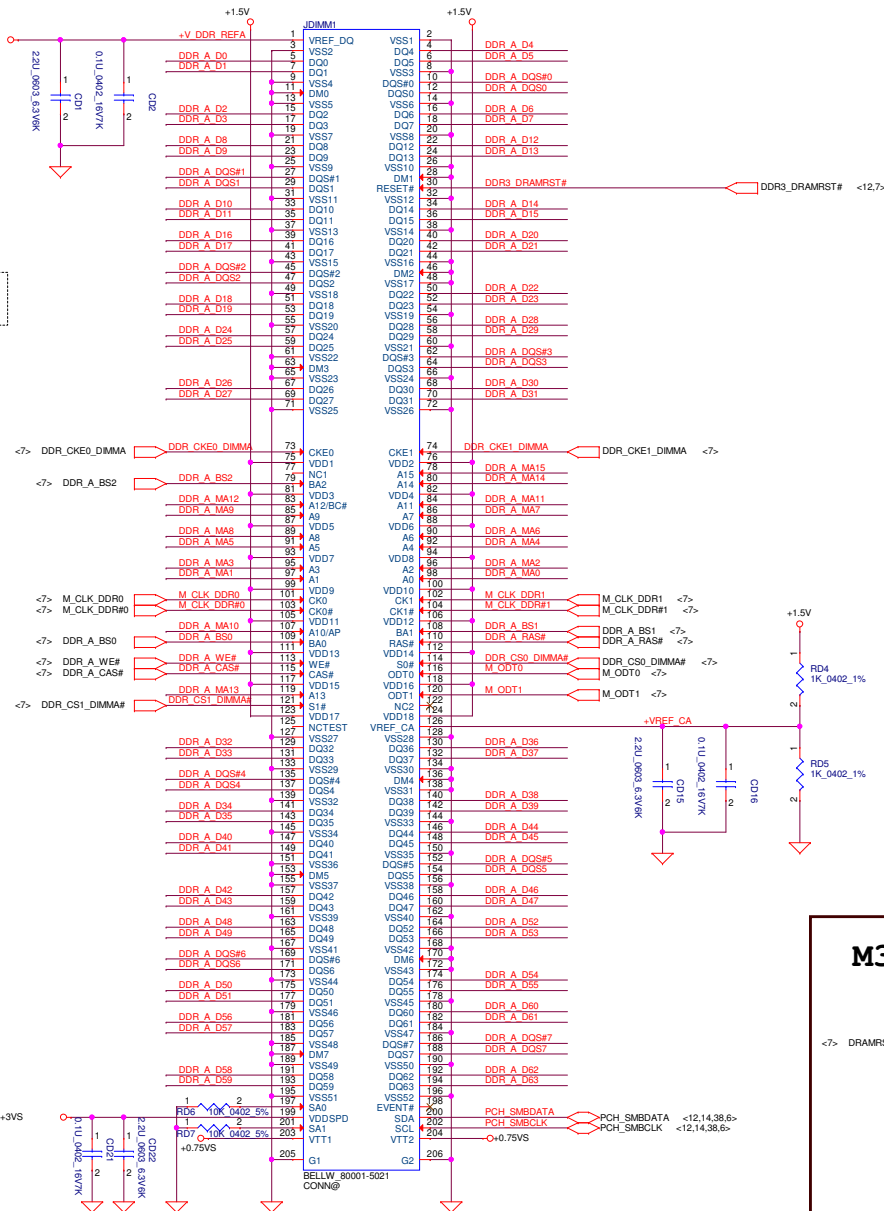 +1.5V
+1.5V
JDIMM1
+V_DDR_REFA 1 VREF_DQ VSS1 2
3 VSS2 DQ4 4 DDR_A_D4
DDR_A_D0 5 DQ0 DQ5 6 DDR_A_D5
DDR_A_D1 7 DQ1 VSS3 8
9 VSS4 DQS#0 10 DDR_A_DQS#0
11 DM0 DQS0 12 DDR_A_DQS0
13 VSS5 VSS6 14
DDR_A_D2 15 DQ2 DQ6 16 DDR_A_D6
DDR_A_D3 17 DQ3 DQ7 18 DDR_A_D7
19 VSS7 VSS8 20
DDR_A_D8 21 DQ8 DQ12 22 DDR_A_D12
DDR_A_D9 23 DQ9 DQ13 24 DDR_A_D13
25 VSS9 VSS10 26
DDR_A_DQS#1 27 DQS#1 DM1 28
DDR_A_DQS1 29 DQS1 RESET# 30 DDR3_DRAMRST# DDR3_DRAMRST# <12,7>
31 VSS11 VSS12 32
DDR_A_D10 33 DQ10 DQ14 34 DDR_A_D14
DDR_A_D11 35 DQ11 DQ15 36 DDR_A_D15
37 VSS13 VSS14 38
DDR_A_D16 39 DQ16 DQ20 40 DDR_A_D20
DDR_A_D17 41 DQ17 DQ21 42 DDR_A_D21
43 VSS15 VSS16 44
DDR_A_DQS#2 45 DQS#2 DM2 46
DDR_A_DQS2 47 DQS2 VSS17 48
49 VSS18 DQ22 50 DDR_A_D22
DDR_A_D18 51 DQ18 DQ23 52 DDR_A_D23
DDR_A_D19 53 DQ19 VSS19 54
55 VSS20 DQ28 56 DDR_A_D28
DDR_A_D24 57 DQ24 DQ29 58 DDR_A_D29
DDR_A_D25 59 DQ25 VSS21 60
61 VSS22 DQS#3 62 DDR_A_DQS#3
63 DM3 DQS3 64 DDR_A_DQS3
65 VSS23 VSS24 66
DDR_A_D26 67 DQ26 DQ30 68 DDR_A_D30
DDR_A_D27 69 DQ27 DQ31 70 DDR_A_D31
71 VSS25 VSS26 72
<7> DDR_CKE0_DIMMA DDR_CKE0_DIMMA 73 CKE0 CKE1 74 DDR_CKE1_DIMMA DDR_CKE1_DIMMA <7>
75 VDD1 VDD2 76
77 NC1 A15 78 DDR_A_MA15
<7> DDR_A_BS2 DDR_A_BS2 79 BA2 A14 80 DDR_A_MA14
81 VDD3 VDD4 82
DDR_A_MA12 83 A12/BC# A11 84 DDR_A_MA11
DDR_A_MA9 85 A9 A7 86 DDR_A_MA7
87 VDD5 VDD6 88
DDR_A_MA8 89 A8 A6 90 DDR_A_MA6
DDR_A_MA5 91 A5 A4 92 DDR_A_MA4
93 VDD7 VDD8 94
DDR_A_MA3 95 A3 A2 96 DDR_A_MA2
DDR_A_MA1 97 A1 A0 98 DDR_A_MA0
99 VDD9 VDD10 100
<7> M_CLK_DDR0 M_CLK_DDR0 101 CK0 CK1 102 M_CLK_DDR1 M_CLK_DDR1 <7>
<7> M_CLK_DDR#0 M_CLK_DDR#0 103 CK0# CK1# 104 M_CLK_DDR#1 M_CLK_DDR#1 <7>
105 VDD11 VDD12 106
DDR_A_MA10 107 A10/AP BA1 108 DDR_A_BS1 DDR_A_BS1 <7>
<7> DDR_A_BS0 DDR_A_BS0 109 BA0 RAS# 110 DDR_A_RAS# DDR_A_RAS# <7>
111 VDD13 VDD14 112
<7> DDR_A_WE# DDR_A_WE# 113 WE# S0# 114 DDR_CS0_DIMMA# DDR_CS0_DIMMA# <7>
<7> DDR_A_CAS# DDR_A_CAS# 115 CAS# ODT0 116 M_ODT0 M_ODT0 <7>
117 VDD15 VDD16 118
DDR_A_MA13 119 A13 ODT1 120 M_ODT1 M_ODT1 <7>
<7> DDR_CS1_DIMMA# DDR_CS1_DIMMA# 121 S1# NC2 122
123 VDD17 VDD18 124
125 NCTEST VREF_CA 126 +VREF_CA
127 VSS27 VSS28 128
DDR_A_D32 129 DQ32 DQ36 130 DDR_A_D36
DDR_A_D33 131 DQ33 DQ37 132 DDR_A_D37
133 VSS29 VSS30 134
DDR_A_DQS#4 135 DQS#4 DM4 136
DDR_A_DQS4 137 DQS4 VSS31 138
139 VSS32 DQ38 140 DDR_A_D38
DDR_A_D34 141 DQ34 DQ39 142 DDR_A_D39
DDR_A_D35 143 DQ35 VSS33 144
145 VSS34 DQ44 146 DDR_A_D44
DDR_A_D40 147 DQ40 DQ45 148 DDR_A_D45
DDR_A_D41 149 DQ41 VSS35 150
151 VSS36 DQS#5 152 DDR_A_DQS#5
153 DM5 DQS5 154 DDR_A_DQS5
155 VSS37 VSS38 156
DDR_A_D42 157 DQ42 DQ46 158 DDR_A_D46
DDR_A_D43 159 DQ43 DQ47 160 DDR_A_D47
161 VSS39 VSS40 162
DDR_A_D48 163 DQ48 DQ52 164 DDR_A_D52
DDR_A_D49 165 DQ49 DQ53 166 DDR_A_D53
167 VSS41 VSS42 168
DDR_A_DQS#6 169 DQS#6 DM6 170
DDR_A_DQS6 171 DQS6 VSS43 172
173 VSS44 DQ54 174 DDR_A_D54
DDR_A_D50 175 DQ50 DQ55 176 DDR_A_D55
DDR_A_D51 177 DQ51 VSS45 178
179 VSS46 DQ60 180 DDR_A_D60
DDR_A_D56 181 DQ56 DQ61 182 DDR_A_D61
DDR_A_D57 183 DQ57 VSS47 184
185 VSS48 DQS#7 186 DDR_A_DQS#7
187 DM7 DQS7 188 DDR_A_DQS7
189 VSS49 VSS50 190
DDR_A_D58 191 DQ58 DQ62 192 DDR_A_D62
DDR_A_D59 193 DQ59 DQ63 194 DDR_A_D63
195 VSS51 VSS52 196
197 SA0 EVENT# 198
199 VDDSPD SDA 200 PCH_SMBDATA PCH_SMBDATA <12,14,38,6>
201 SA1 SCL 202 PCH_SMBCLK PCH_SMBCLK <12,14,38,6>
+0.75VS 203 VTT1 VTT2 204 +0.75VS
205 G1 G2 206
BELLW_80001-5021
CONN@
1 2
RD6 10K_0402_5%
1 2
RD7 10K_0402_5%
+3VS
1 2 CD21 0.1U_0402_16V7K
1 2 CD22 2.2U_0603_6.3V6K
1 2 CD1 2.2U_0603_6.3V6K
1 2 CD2 0.1U_0402_16V7K
1 2 CD15 2.2U_0603_6.3V6K
1 2 CD16 0.1U_0402_16V7K
+1.5V
1 2 RD4
1K_0402_1%
1 2 RD5
1K_0402_1%
M3
<7> DRAMRS